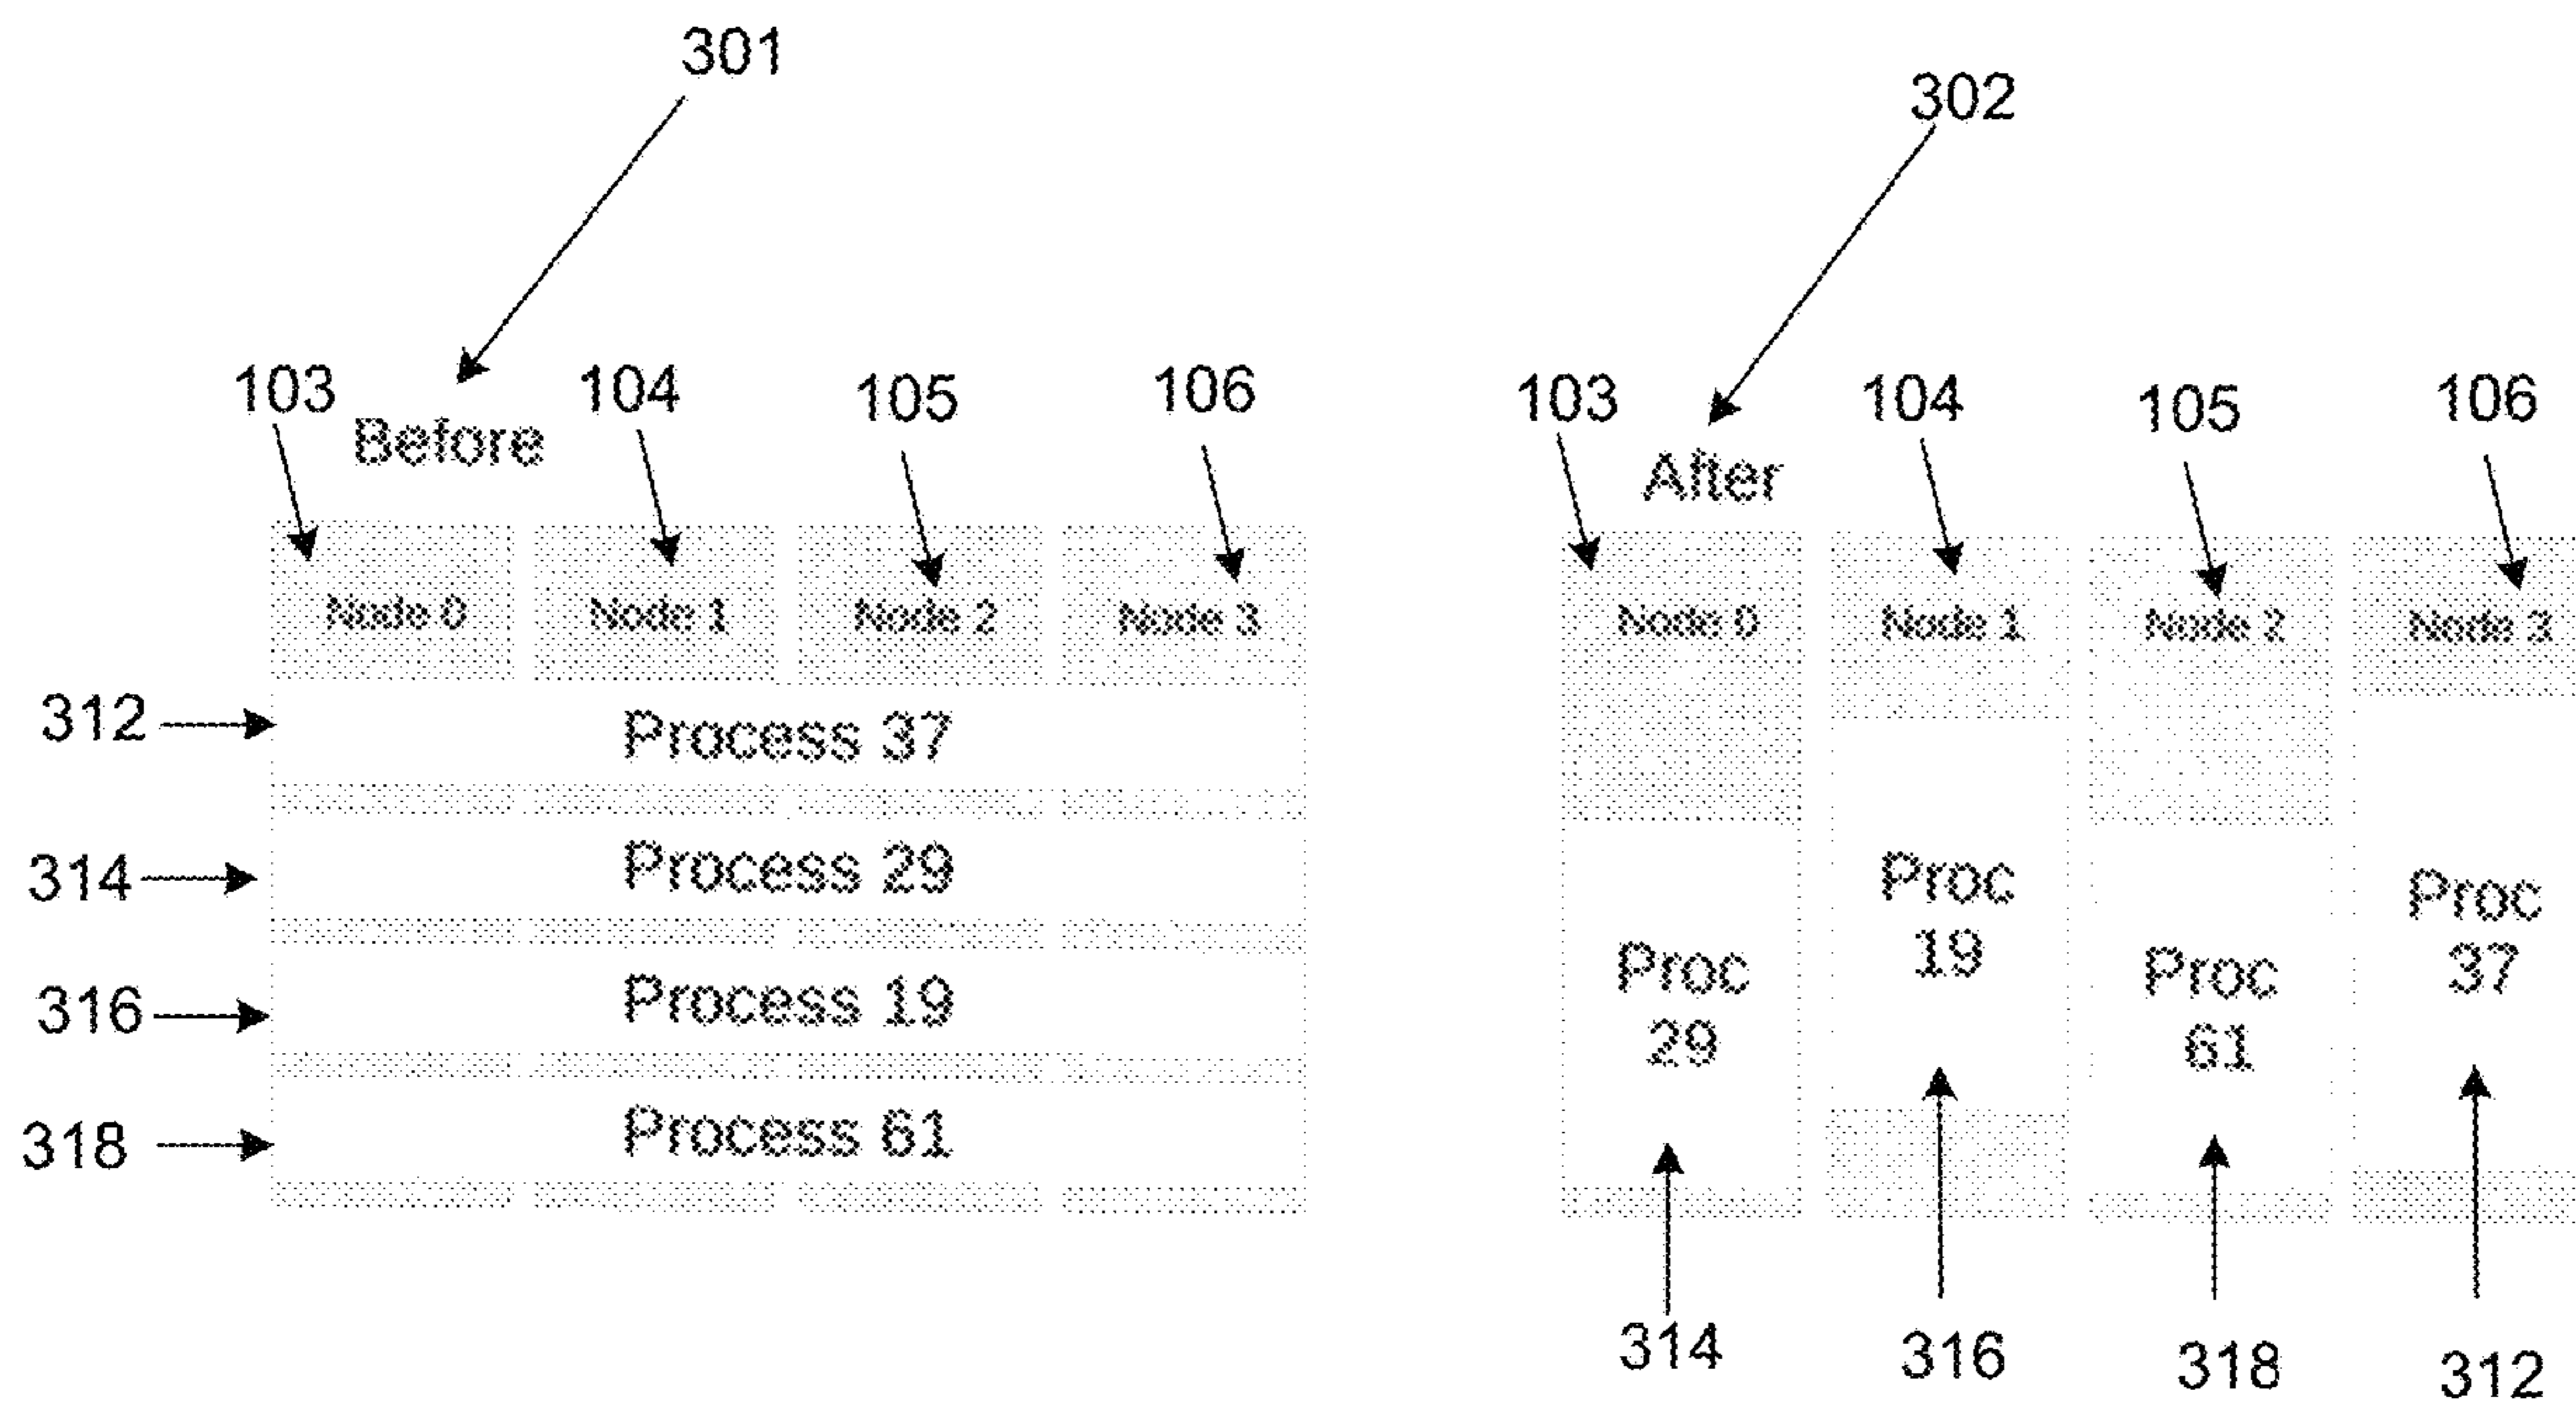 301
302
103
104
105
106
Before
Node 0
Node 1
Node 2
Node 3
312
Process 37
314
Process 29
316
Process 19
318
Process 61
103
104
105
106
After
Node 0
Node 1
Node 2
Node 3
Proc
29
Proc
19
Proc
61
Proc
37
314
316
318
312